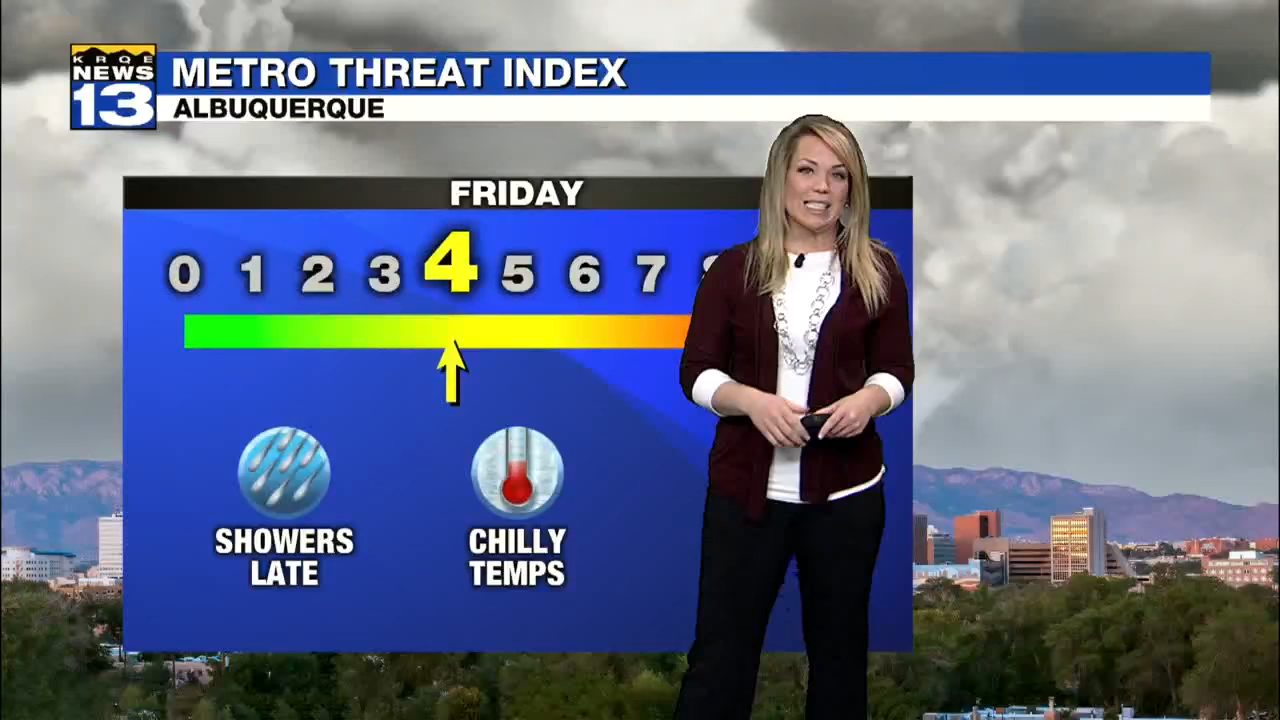 KRQE
NEWS
13
METRO THREAT INDEX
ALBUQUERQUE
FRIDAY
0 1 2 3 4 5 6 7
SHOWERS
LATE
CHILLY
TEMPS